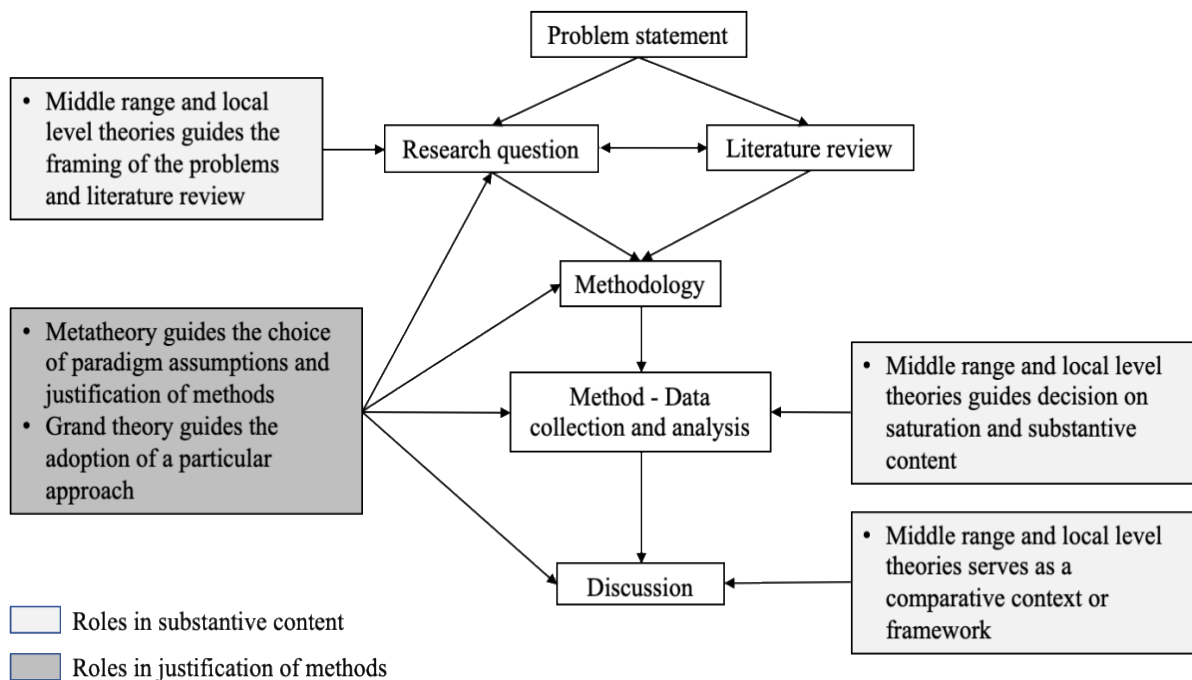 Problem statement
• Middle range and local
level theories guides the
framing of the problems
and literature review
Research question
Literature review
Methodology
• Metatheory guides the choice
of paradigm assumptions and
justification of methods
• Grand theory guides the
adoption of a particular
approach
Method - Data
collection and analysis
• Middle range and local level
theories guides decision on
saturation and substantive
content
Discussion
• Middle range and local level
theories serves as a
comparative context or
framework
Roles in substantive content
Roles in justification of methods